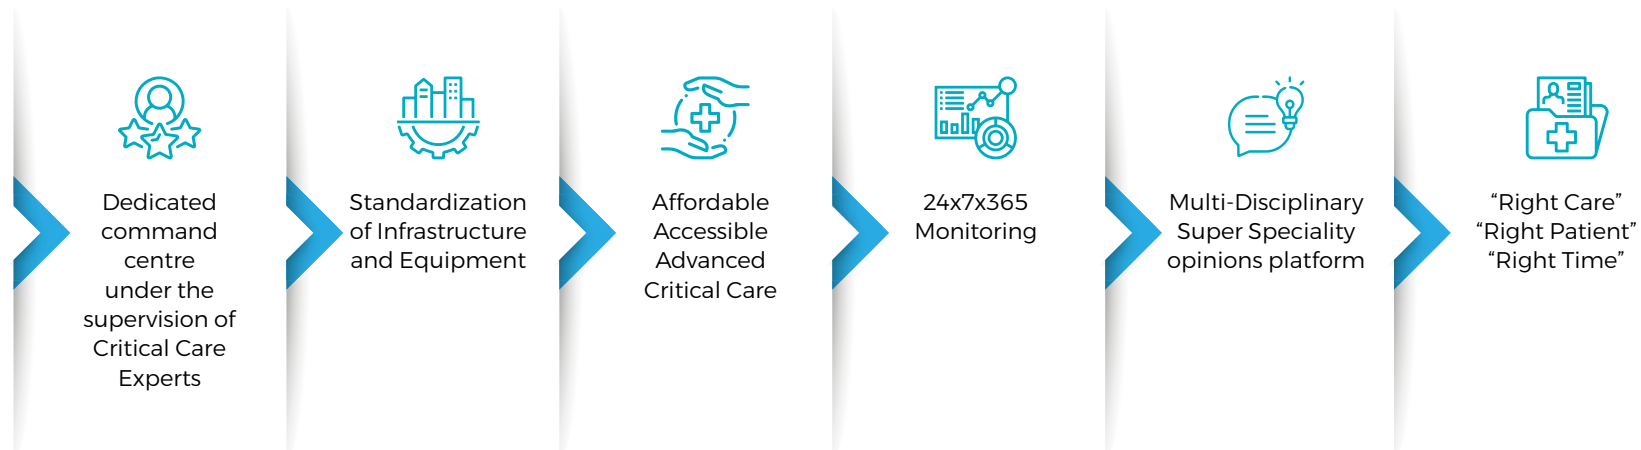 Dedicated
command
centre
under the
supervision of
Critical Care
Experts
Standardization
of Infrastructure
and Equipment
Affordable
Accessible
Advanced
Critical Care
24x7x365
Monitoring
Multi-Disciplinary
Super Speciality
opinions platform
“Right Care”
“Right Patient”
“Right Time”